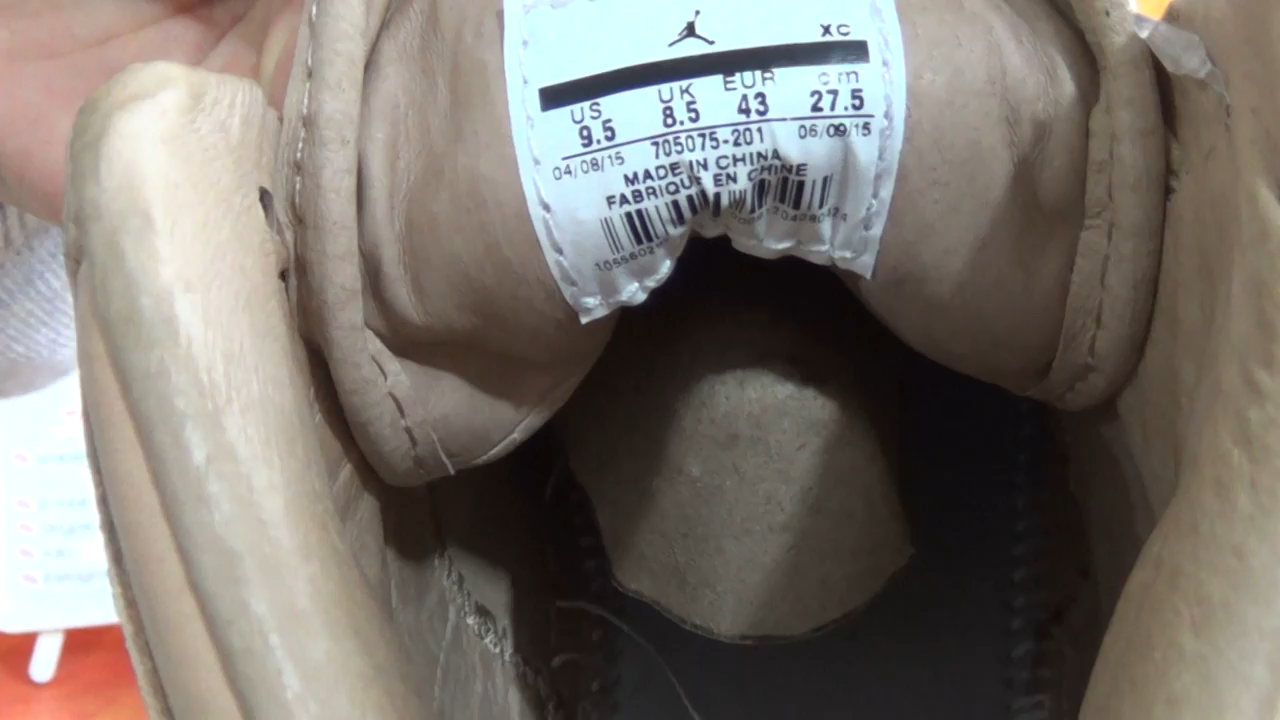 XC
US UK EUR cm
9.5 8.5 43 27.5
04/08/15 705075-201 06/09/15
MADE IN CHINA
FABRIQUE EN CHINE
1055602